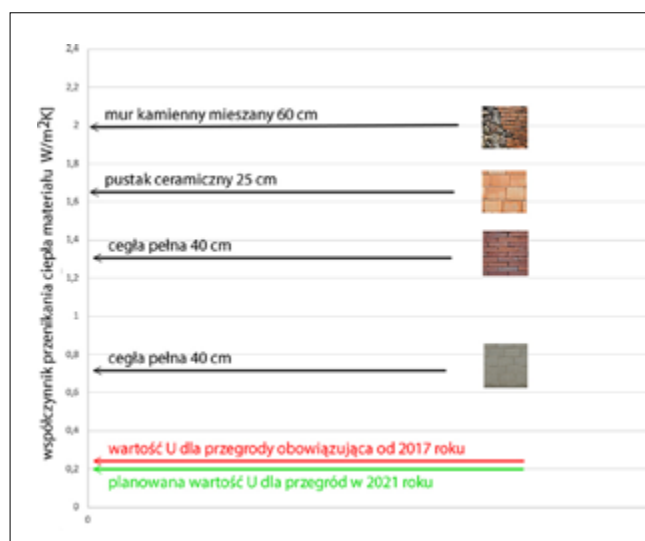 współczynnik przenikania ciepła materiału W/m²K]
2,4
2,2
2
1,8
1,6
1,4
1,2
1
0,8
0,6
0,4
0,2
0
0
mur kamienny mieszany 60 cm
pustak ceramiczny 25 cm
cegła pełna 40 cm
cegła pełna 40 cm
wartość U dla przegrody obowiązująca od 2017 roku
planowana wartość U dla przegród w 2021 roku